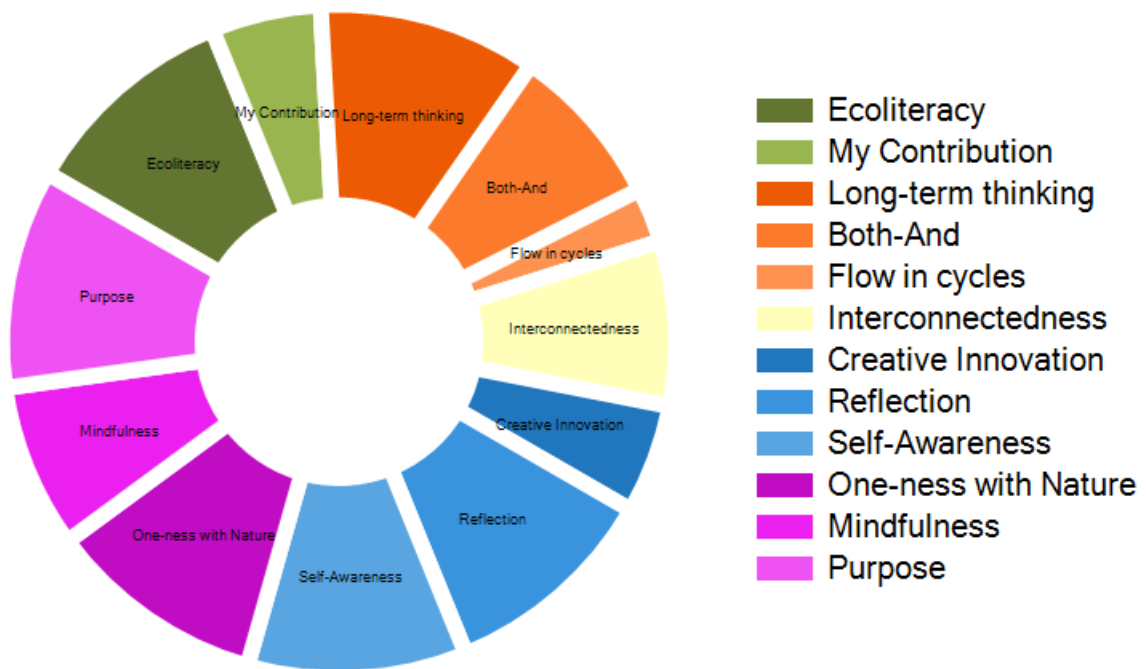 My Contribution
Long-term thinking
Ecoliteracy
Both-And
Flow in cycles
Purpose
Interconnectedness
Mindfulness
Creative Innovation
Reflection
One-ness with Nature
Self-Awareness
Ecoliteracy
My Contribution
Long-term thinking
Both-And
Flow in cycles
Interconnectedness
Creative Innovation
Reflection
Self-Awareness
One-ness with Nature
Mindfulness
Purpose